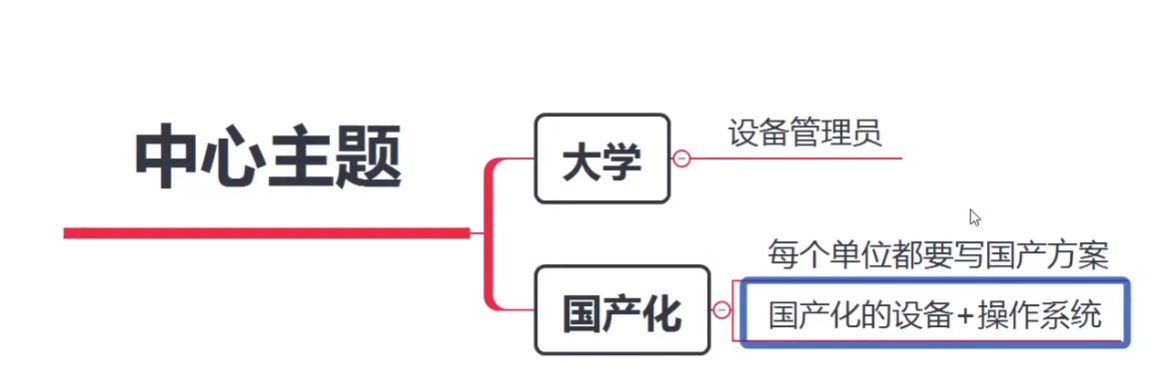 中心主题
大学
设备管理员
国产化
每个单位都要写国产方案
国产化的设备+操作系统